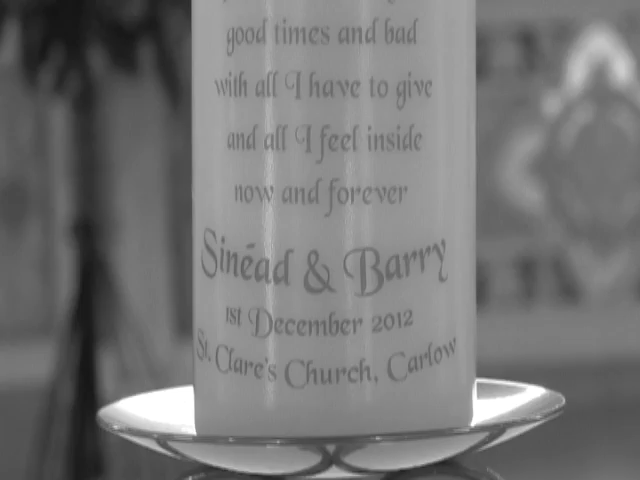 good times and bad
with all I have to give
and all I feel inside
now and forever
Sinéad & Barry
1st December 2012
St. Clare's Church, Carlow